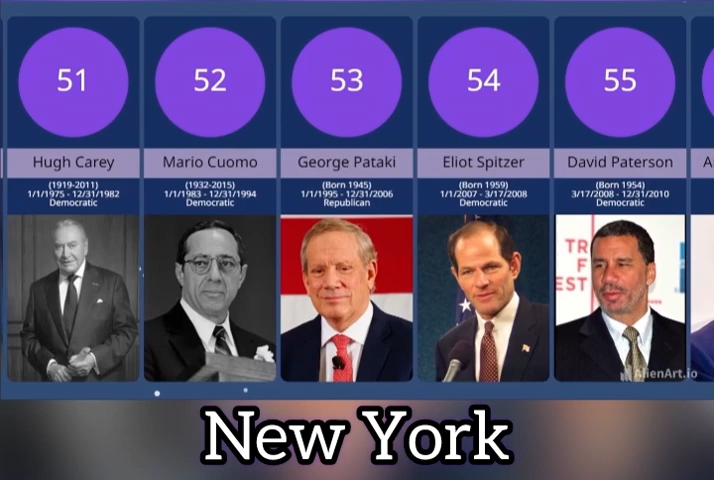 51
52
53
54
55
Hugh Carey
Mario Cuomo
George Pataki
Eliot Spitzer
David Paterson
A
(1919-2011)
1/1/1975 - 12/31/1982
Democratic
(1932-2015)
1/1/1983 - 12/31/1994
Democratic
(Born 1945)
1/1/1995 - 12/31/2006
Republican
(Born 1959)
1/1/2007 - 3/17/2008
Democratic
(Born 1954)
3/17/2008 - 12/31/2010
Democratic
TR
F
EST
AlienArt.io
New York